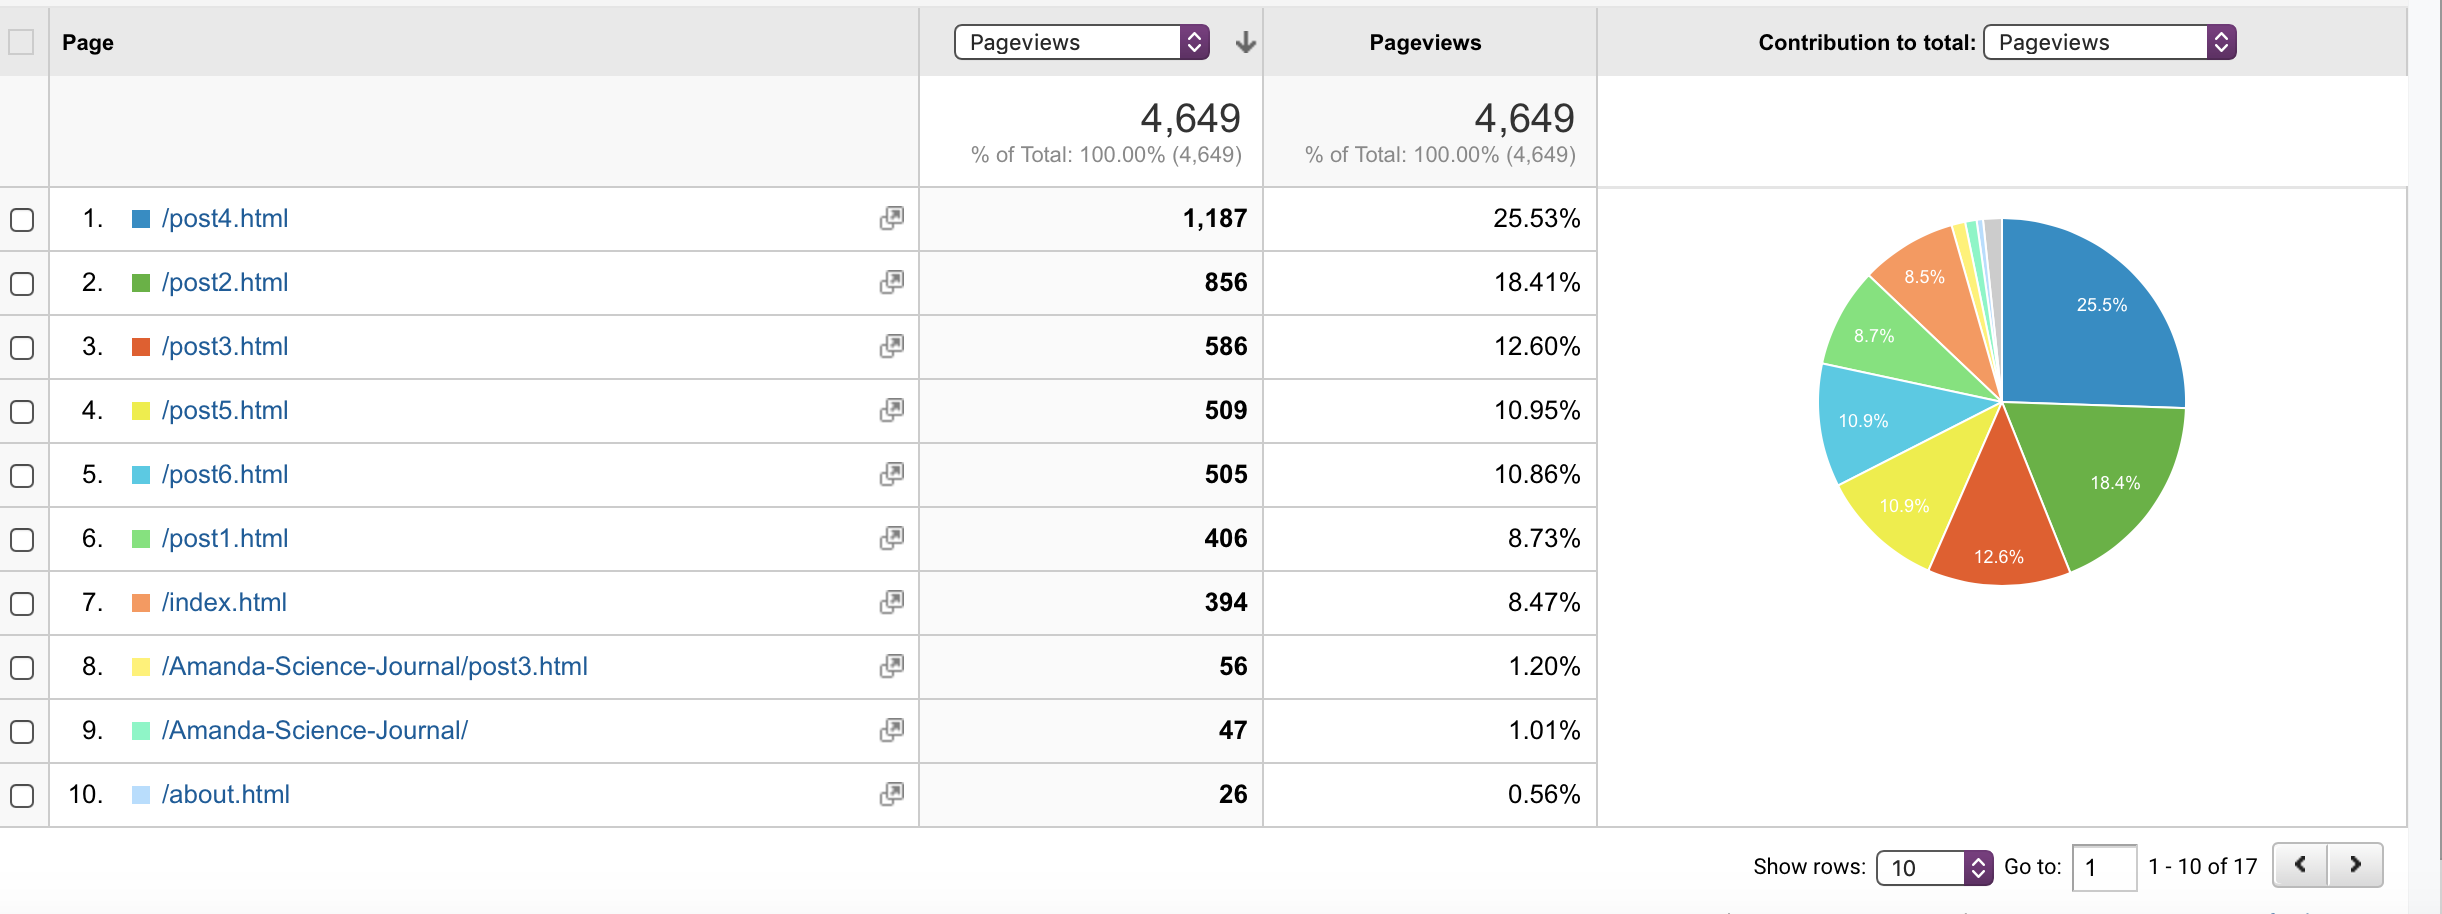 Page Pageviews Pageviews Contribution to total: Pageviews
4,649 4,649
% of Total: 100.00% (4,649) % of Total: 100.00% (4,649)
1. /post4.html 1,187 25.53%
2. /post2.html 856 18.41%
3. /post3.html 586 12.60%
4. /post5.html 509 10.95%
5. /post6.html 505 10.86%
6. /post1.html 406 8.73%
7. /index.html 394 8.47%
8. /Amanda-Science-Journal/post3.html 56 1.20%
9. /Amanda-Science-Journal/ 47 1.01%
10. /about.html 26 0.56%
8.5%
25.5%
8.7%
10.9%
18.4%
10.9%
12.6%
Show rows: 10 Go to: 1 1 - 10 of 17